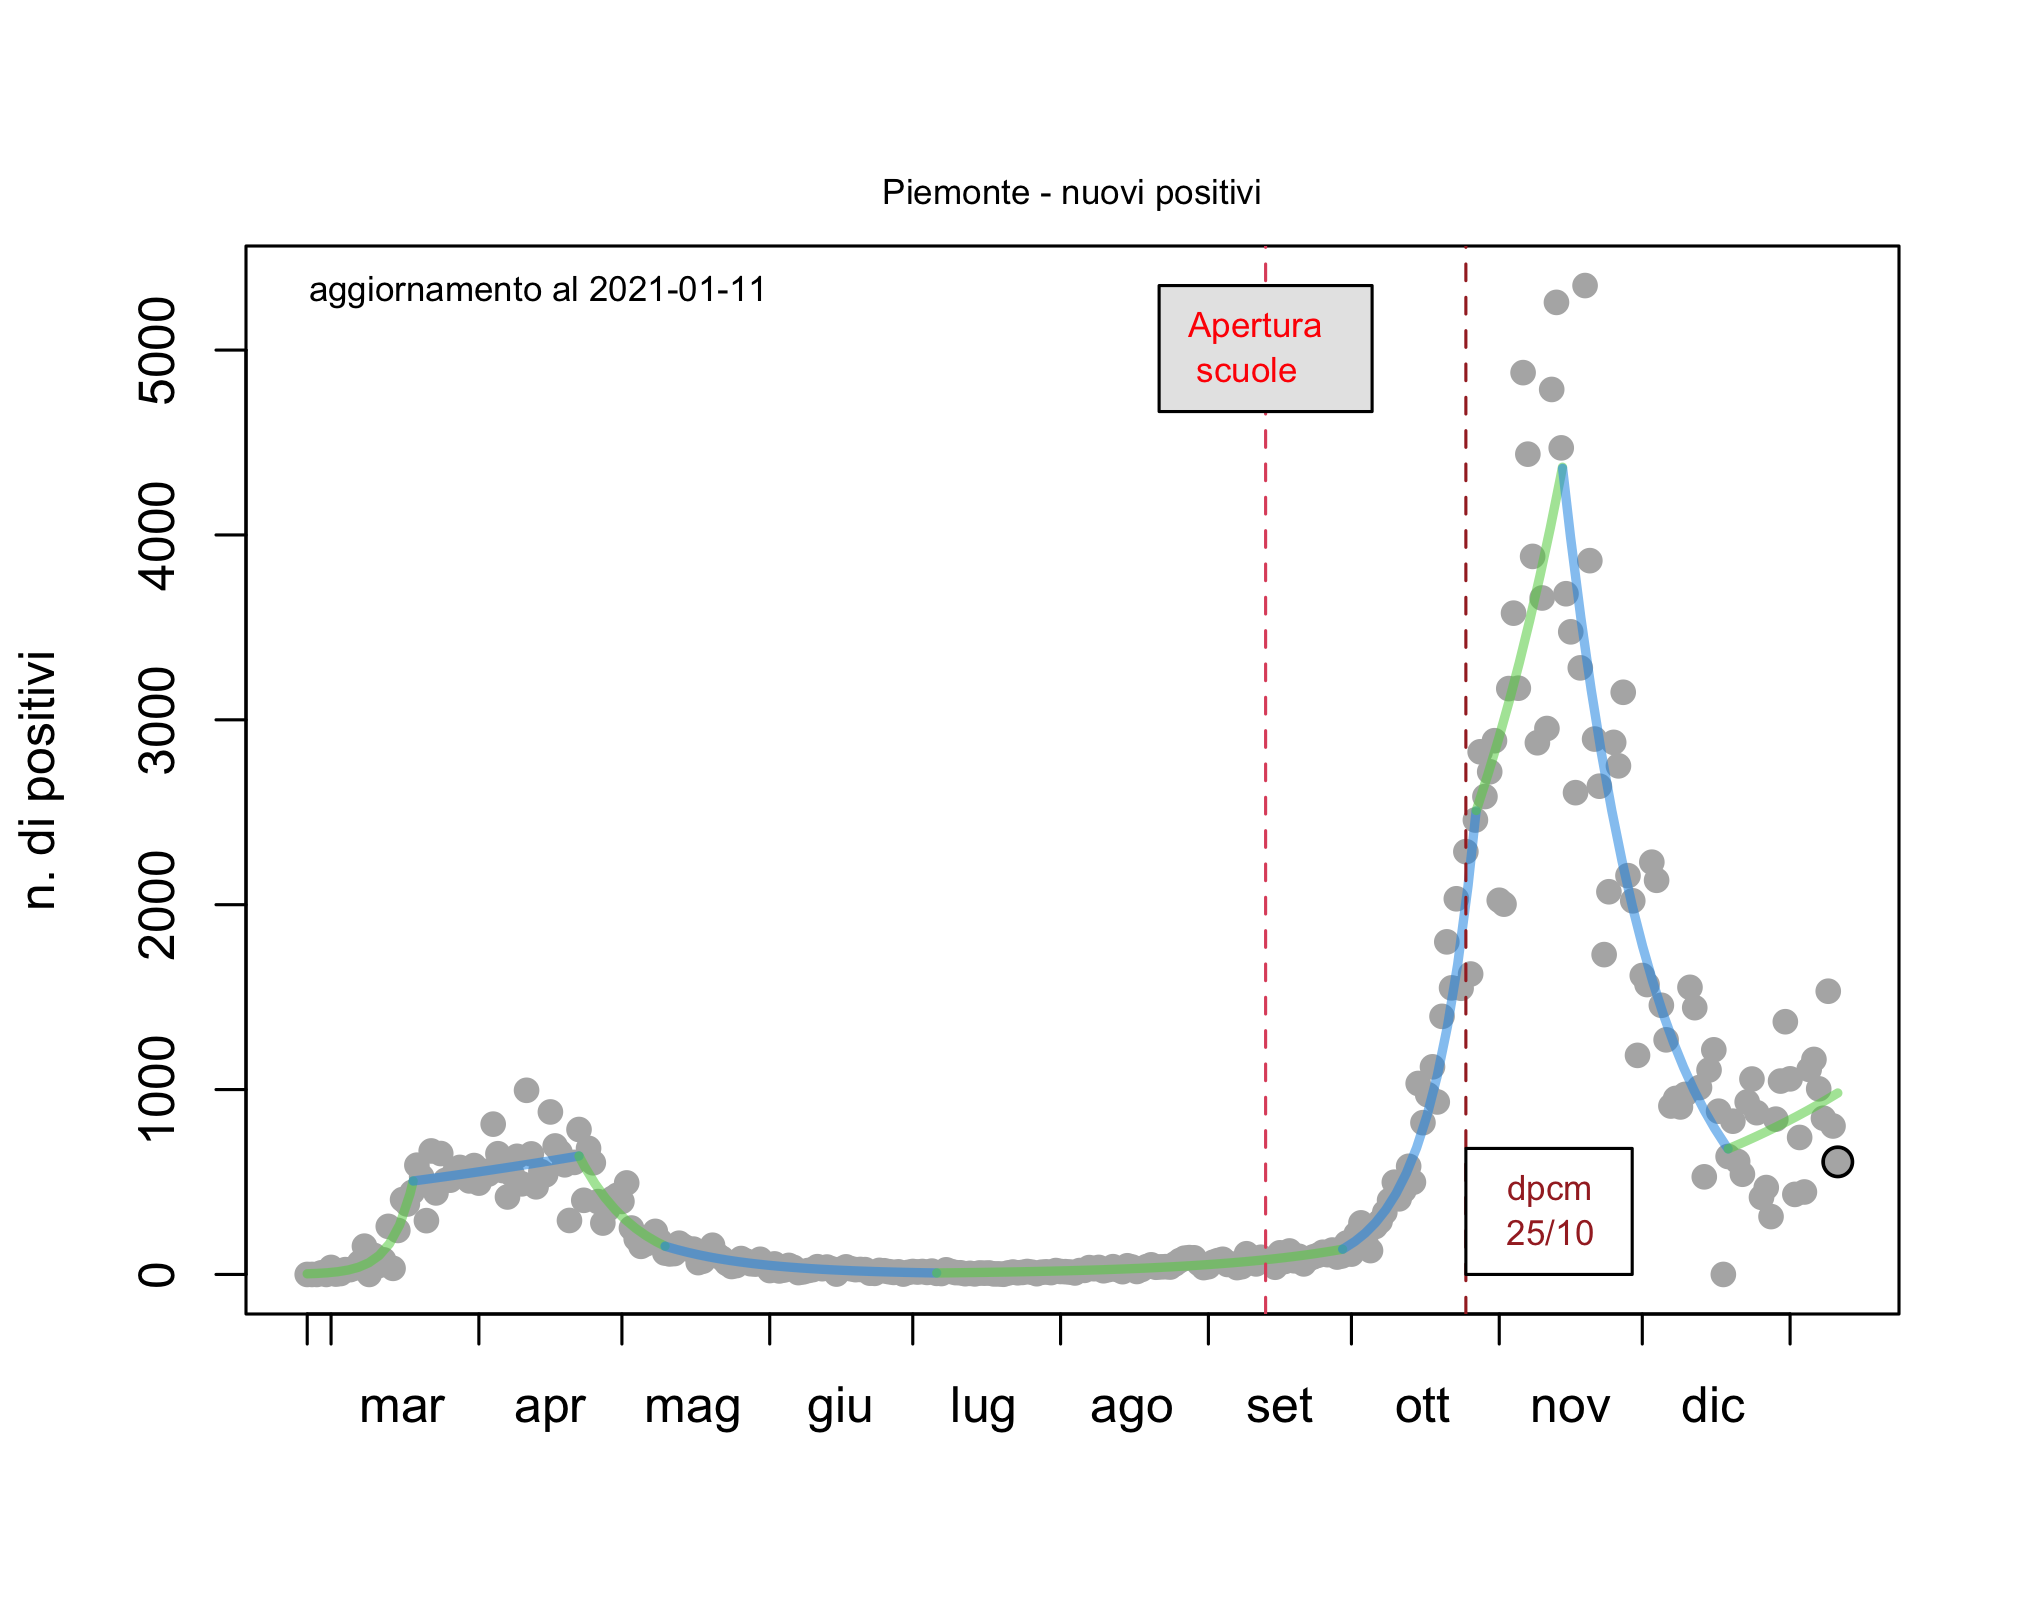 Piemonte - nuovi positivi
aggiornamento al 2021-01-11
Apertura
scuole
n. di positivi
5000
4000
3000
2000
1000
0
dpcm
25/10
mar apr mag giu lug ago set ott nov dic